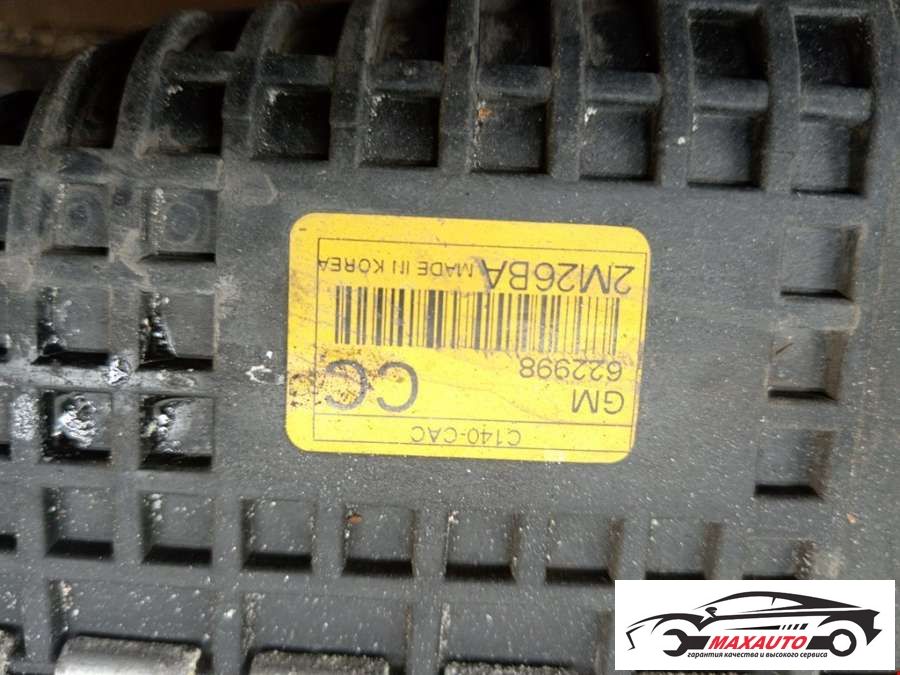 C140-CAC
GM CC
622998
2M26BA MADE IN KOREA
MAXAUTO
гарантия качества и высокого сервиса